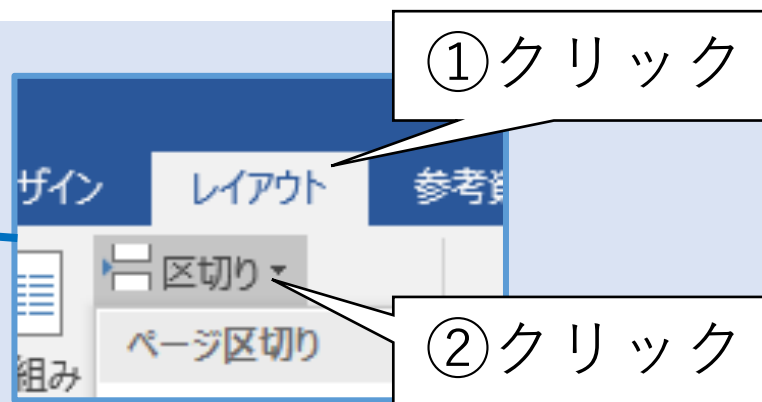 ①クリック
ザイン レイアウト 参考資
区切り
ページ区切り
②クリック
組み